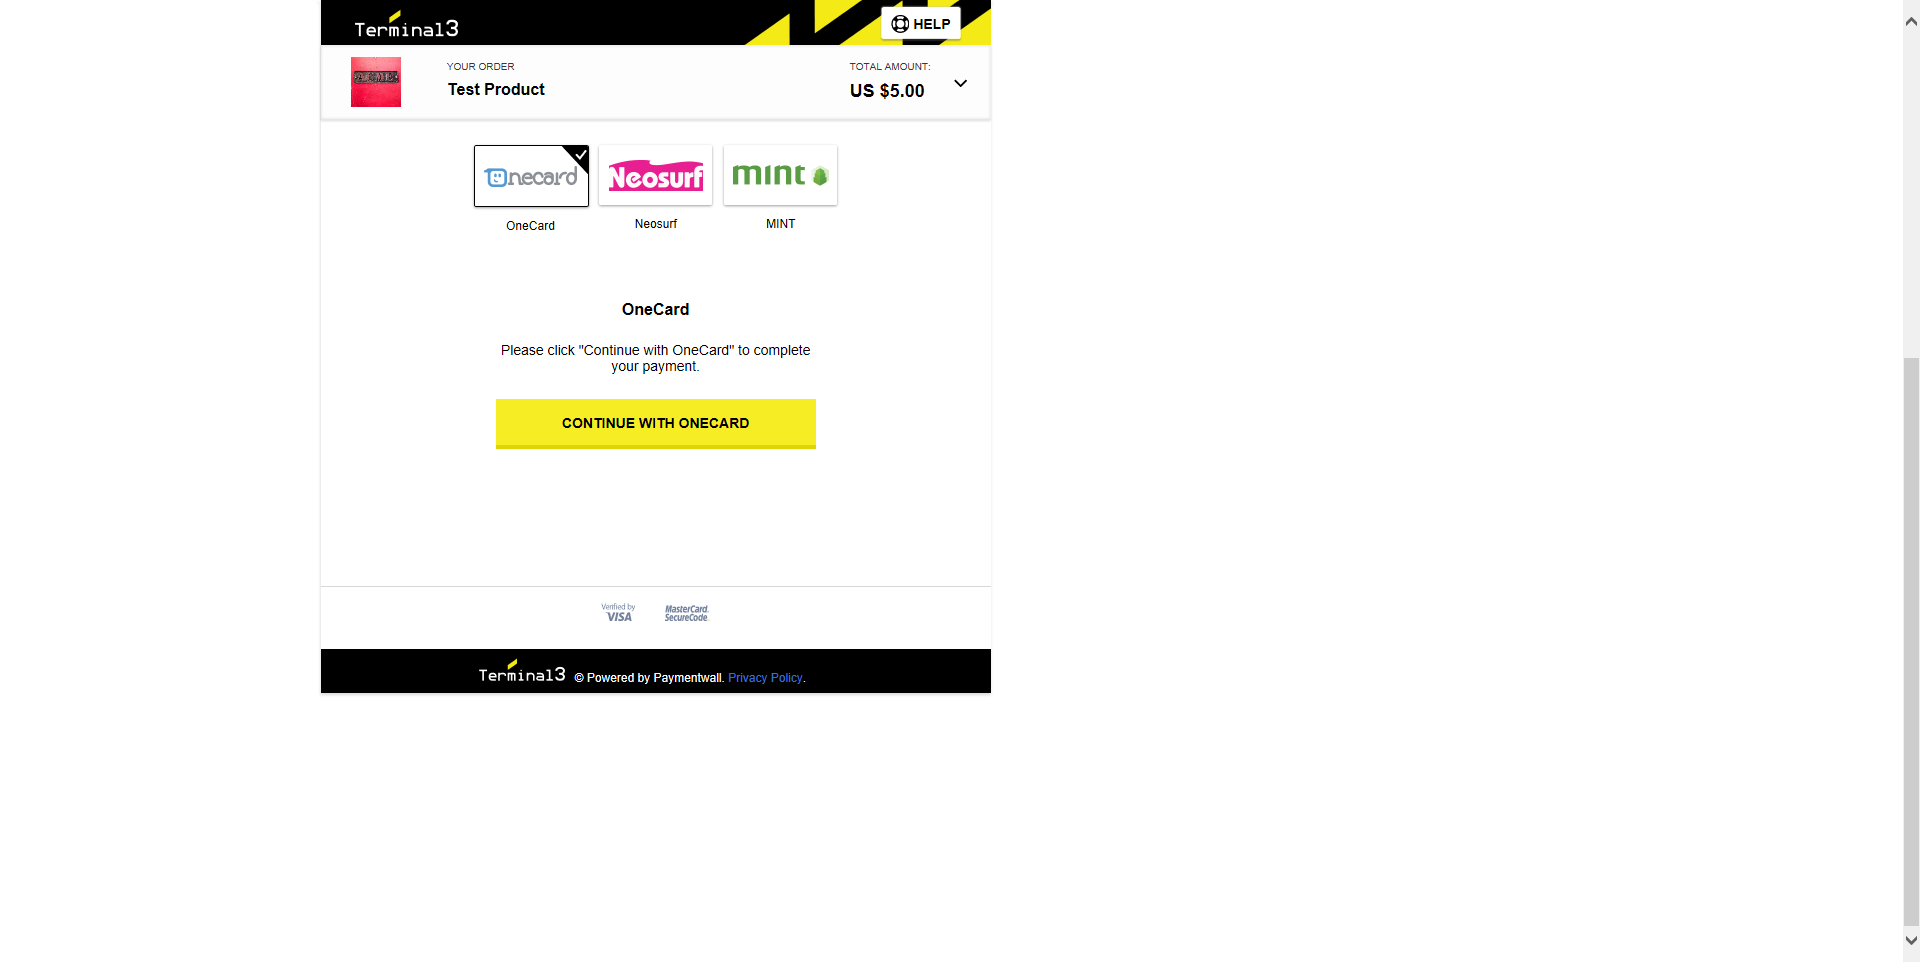 Terminal3
HELP
YOUR ORDER
Test Product
TOTAL AMOUNT:
US $5.00
Onecard
Neosurf
mint
OneCard
Neosurf
MINT
OneCard
Please click "Continue with OneCard" to complete
your payment.
CONTINUE WITH ONECARD
Verified by
VISA
MasterCard.
SecureCode.
Terminal3 © Powered by Paymentwall. Privacy Policy.